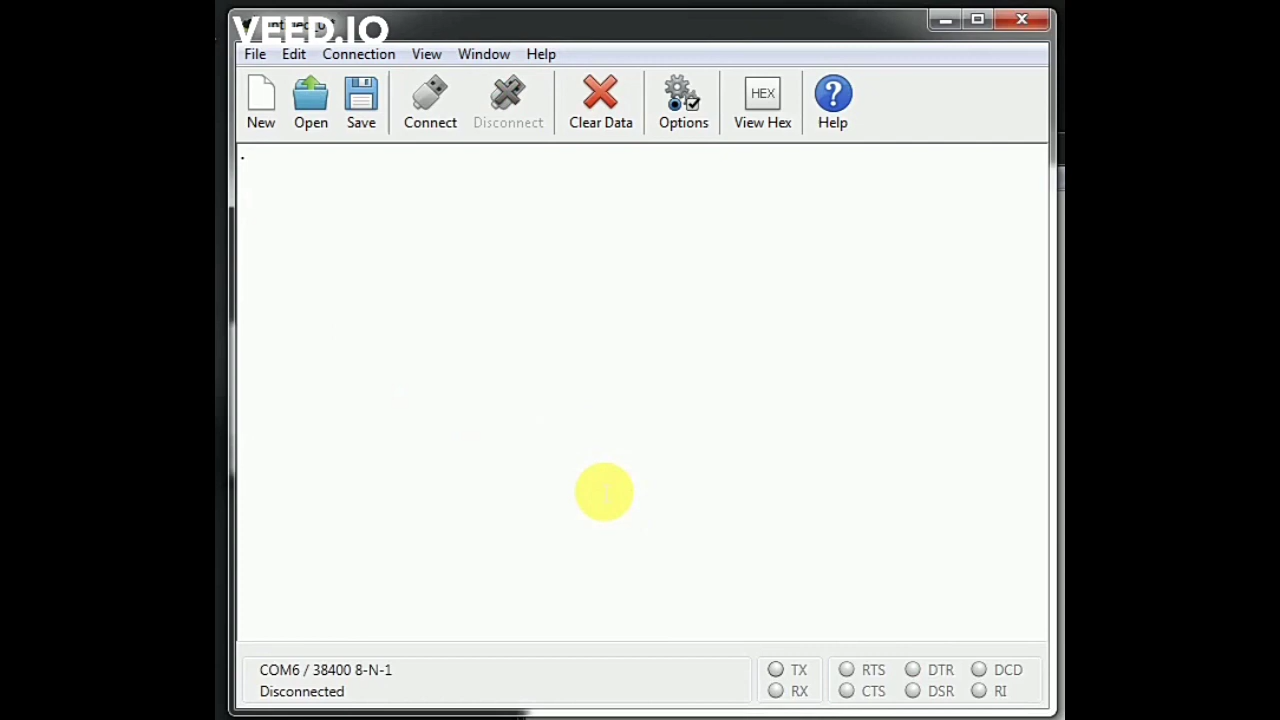 VEED.IO
File Edit Connection View Window Help
New Open Save Connect Disconnect Clear Data Options HEX View Hex ? Help
.
COM6 / 38400 8-N-1
Disconnected
TX RTS DTR DCD
RX CTS DSR RI